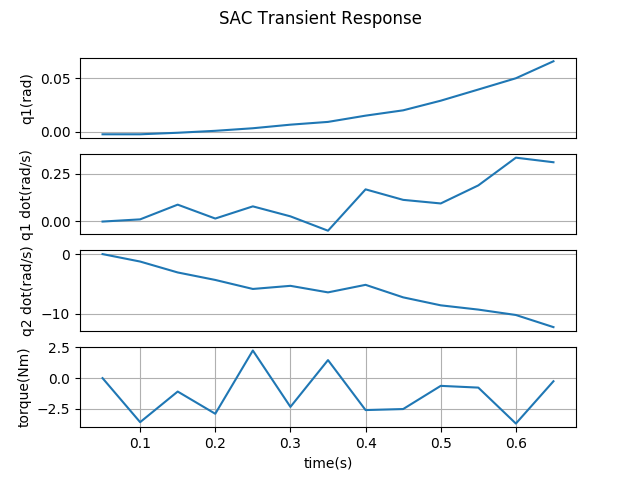 SAC Transient Response
q1(rad)
0.05
0.00
q1 dot(rad/s)
0.25
0.00
q2 dot(rad/s)
0
−10
torque(Nm)
2.5
0.0
−2.5
0.1 0.2 0.3 0.4 0.5 0.6
time(s)